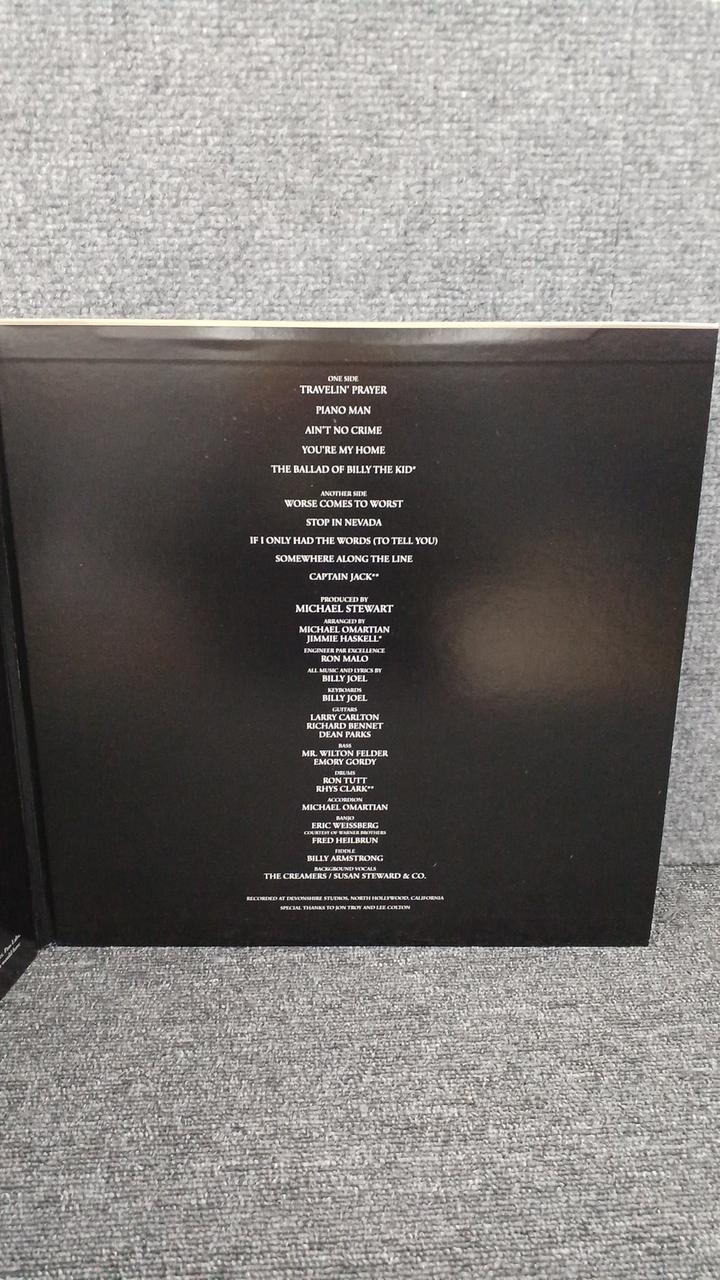 ONE SIDE
TRAVELIN' PRAYER
PIANO MAN
AIN'T NO CRIME
YOU'RE MY HOME
THE BALLAD OF BILLY THE KID*
ANOTHER SIDE
WORSE COMES TO WORST
STOP IN NEVADA
IF I ONLY HAD THE WORDS (TO TELL YOU)
SOMEWHERE ALONG THE LINE
CAPTAIN JACK**
PRODUCED BY
MICHAEL STEWART
ARRANGED BY
MICHAEL OMARTIAN
JIMMIE HASKELL*
ENGINEER PAR EXCELLENCE
RON MALO
ALL MUSIC AND LYRICS BY
BILLY JOEL
KEYBOARDS
BILLY JOEL
GUITARS
LARRY CARLTON
RICHARD BENNET
DEAN PARKS
BASS
MR. WILTON FELDER
EMORY GORDY
DRUMS
RON TUTT
RHYS CLARK**
ACCORDION
MICHAEL OMARTIAN
BANJO
ERIC WEISSBERG
COURTESY OF WARNER BROTHERS
FRED HEILBRUN
FIDDLE
BILLY ARMSTRONG
BACKGROUND VOCALS
THE CREAMERS / SUSAN STEWARD & CO.
RECORDED AT DEVONSHIRE STUDIOS, NORTH HOLLYWOOD, CALIFORNIA
SPECIAL THANKS TO JON TROY AND LEE COLTON